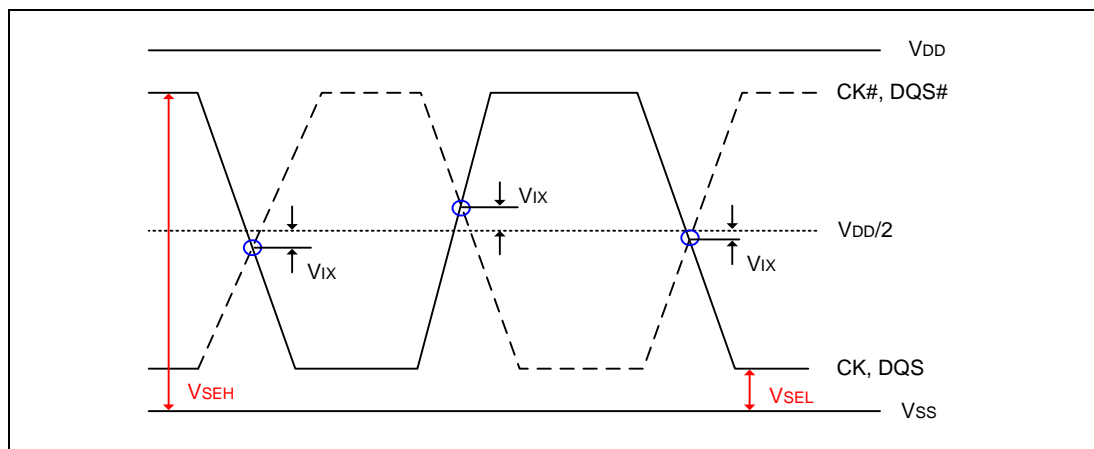 VDD
CK#, DQS#
VIX
VDD/2
VIX
VIX
CK, DQS
VSEH
VSEL
VSS